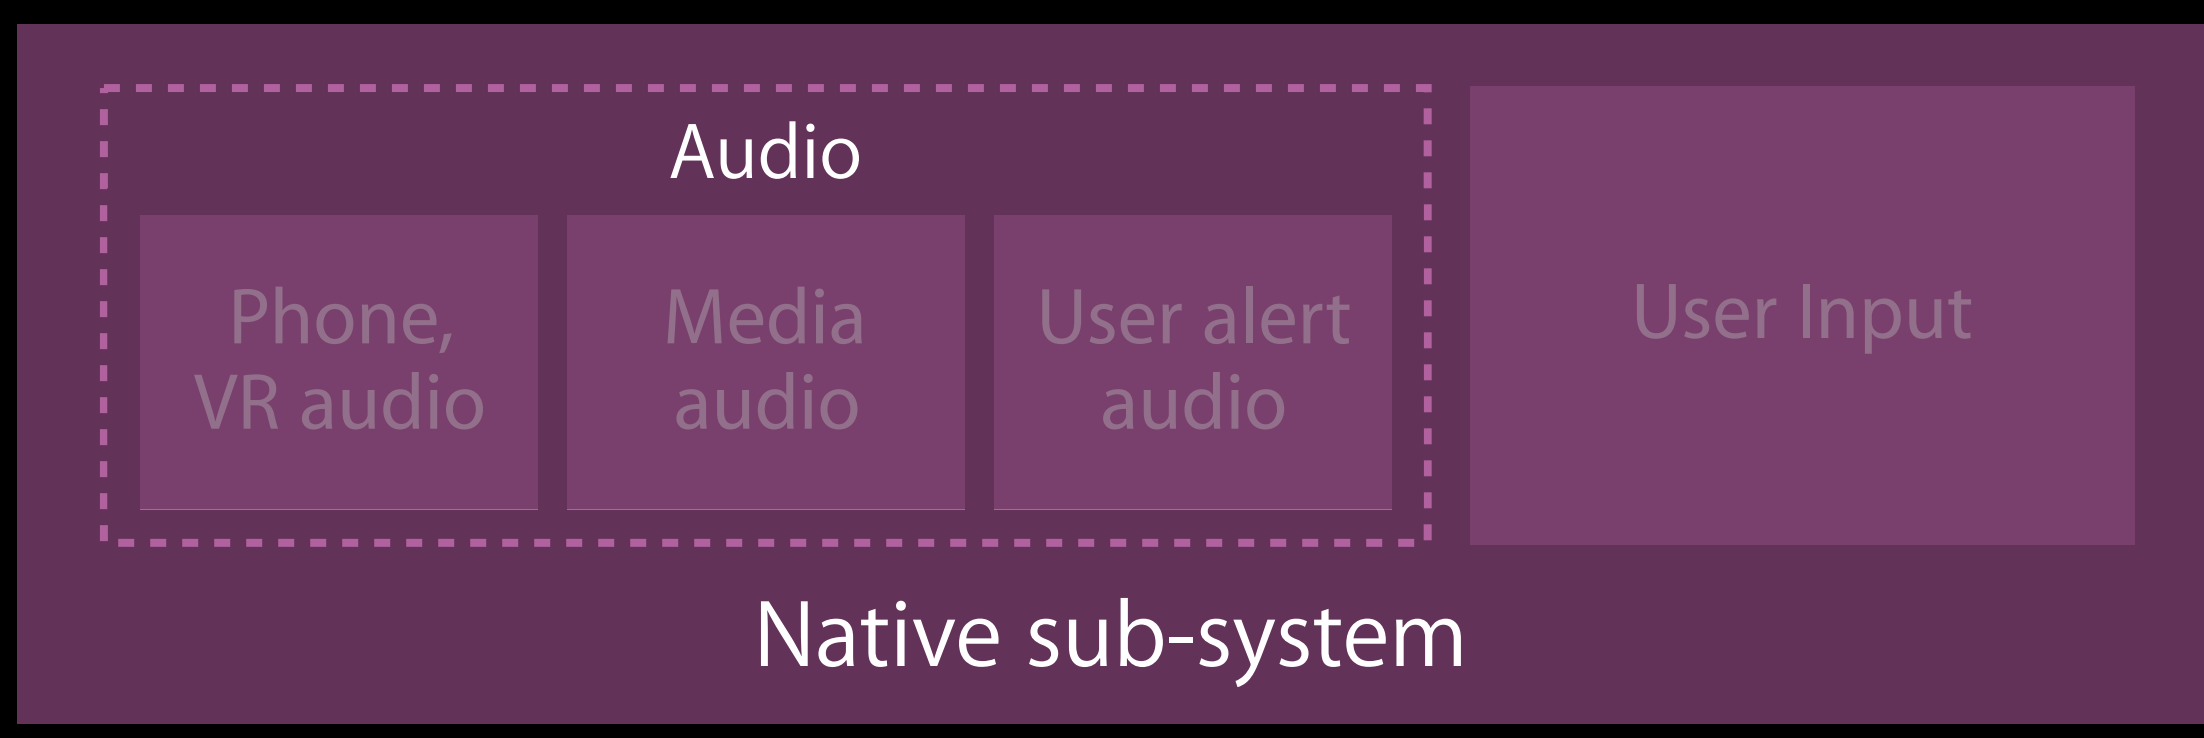 Audio
Phone,
VR audio
Media
audio
User alert
audio
User Input
Native sub-system